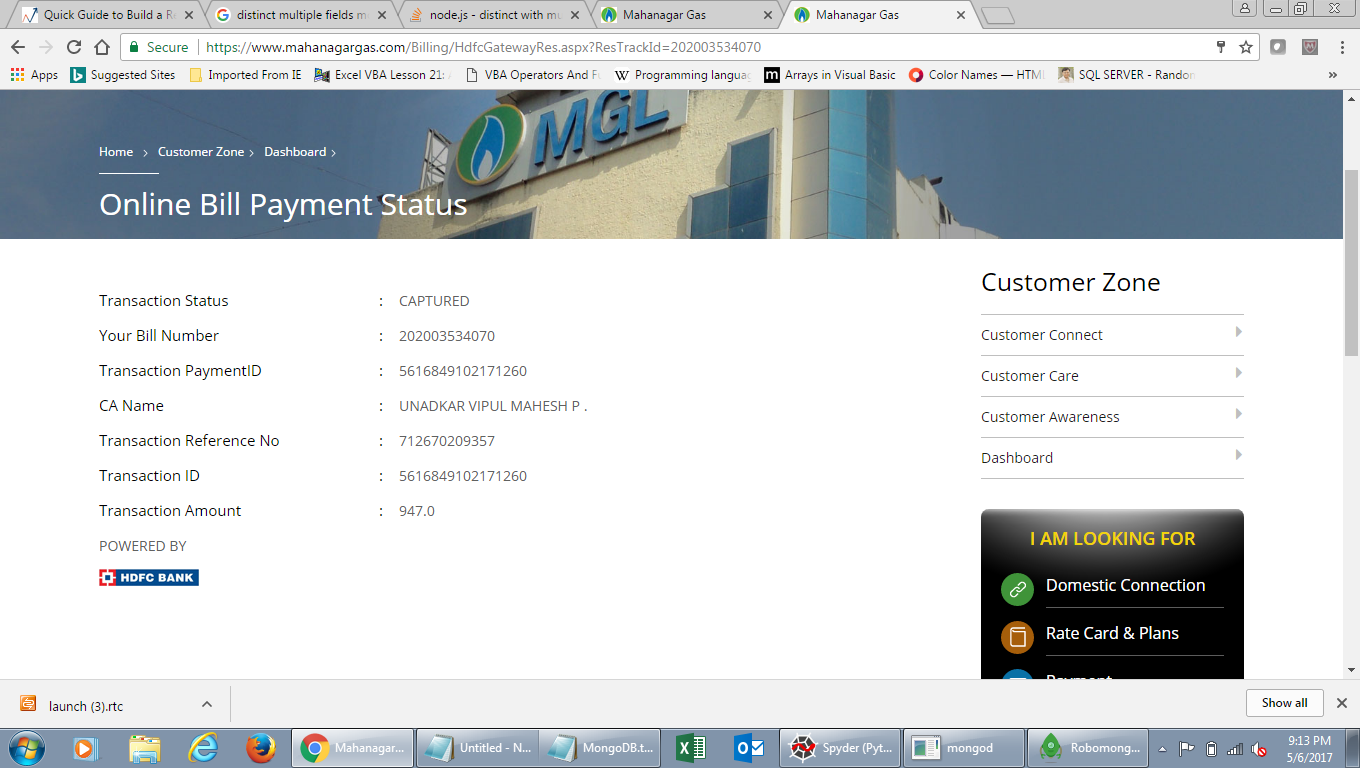 Quick Guide to Build a Re
distinct multiple fields m
node.js - distinct with mu
Mahanagar Gas
Mahanagar Gas
Secure
https://www.mahanagargas.com/Billing/HdfcGatewayRes.aspx?ResTrackId=202003534070
Apps
Suggested Sites
Imported From IE
Excel VBA Lesson 21:
VBA Operators And Fu
Programming languag
Arrays in Visual Basic
Color Names — HTML
SQL SERVER - Random
»
MGL
Home > Customer Zone > Dashboard >
Online Bill Payment Status
Transaction Status : CAPTURED
Your Bill Number : 202003534070
Transaction PaymentID : 5616849102171260
CA Name : UNADKAR VIPUL MAHESH P .
Transaction Reference No : 712670209357
Transaction ID : 5616849102171260
Transaction Amount : 947.0
POWERED BY
HDFC BANK
Customer Zone
Customer Connect
Customer Care
Customer Awareness
Dashboard
I AM LOOKING FOR
Domestic Connection
Rate Card & Plans
Payment
launch (3).rtc
Show all
Mahanagar...
Untitled - N...
MongoDB.t...
Spyder (Pyt...
mongod
Robomong...
9:13 PM
5/6/2017